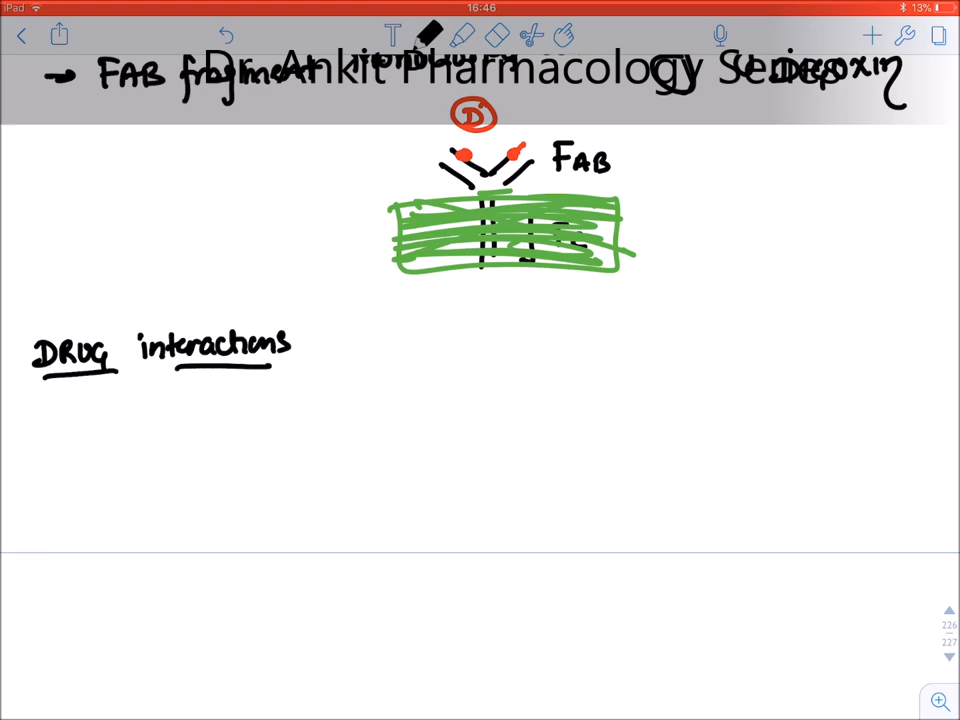 iPad 16:46 13%
T
Dr. Ankit Pharmacology Series
→ FAB fragment Digoxin
D
FAB
DRUG interactions
226
227